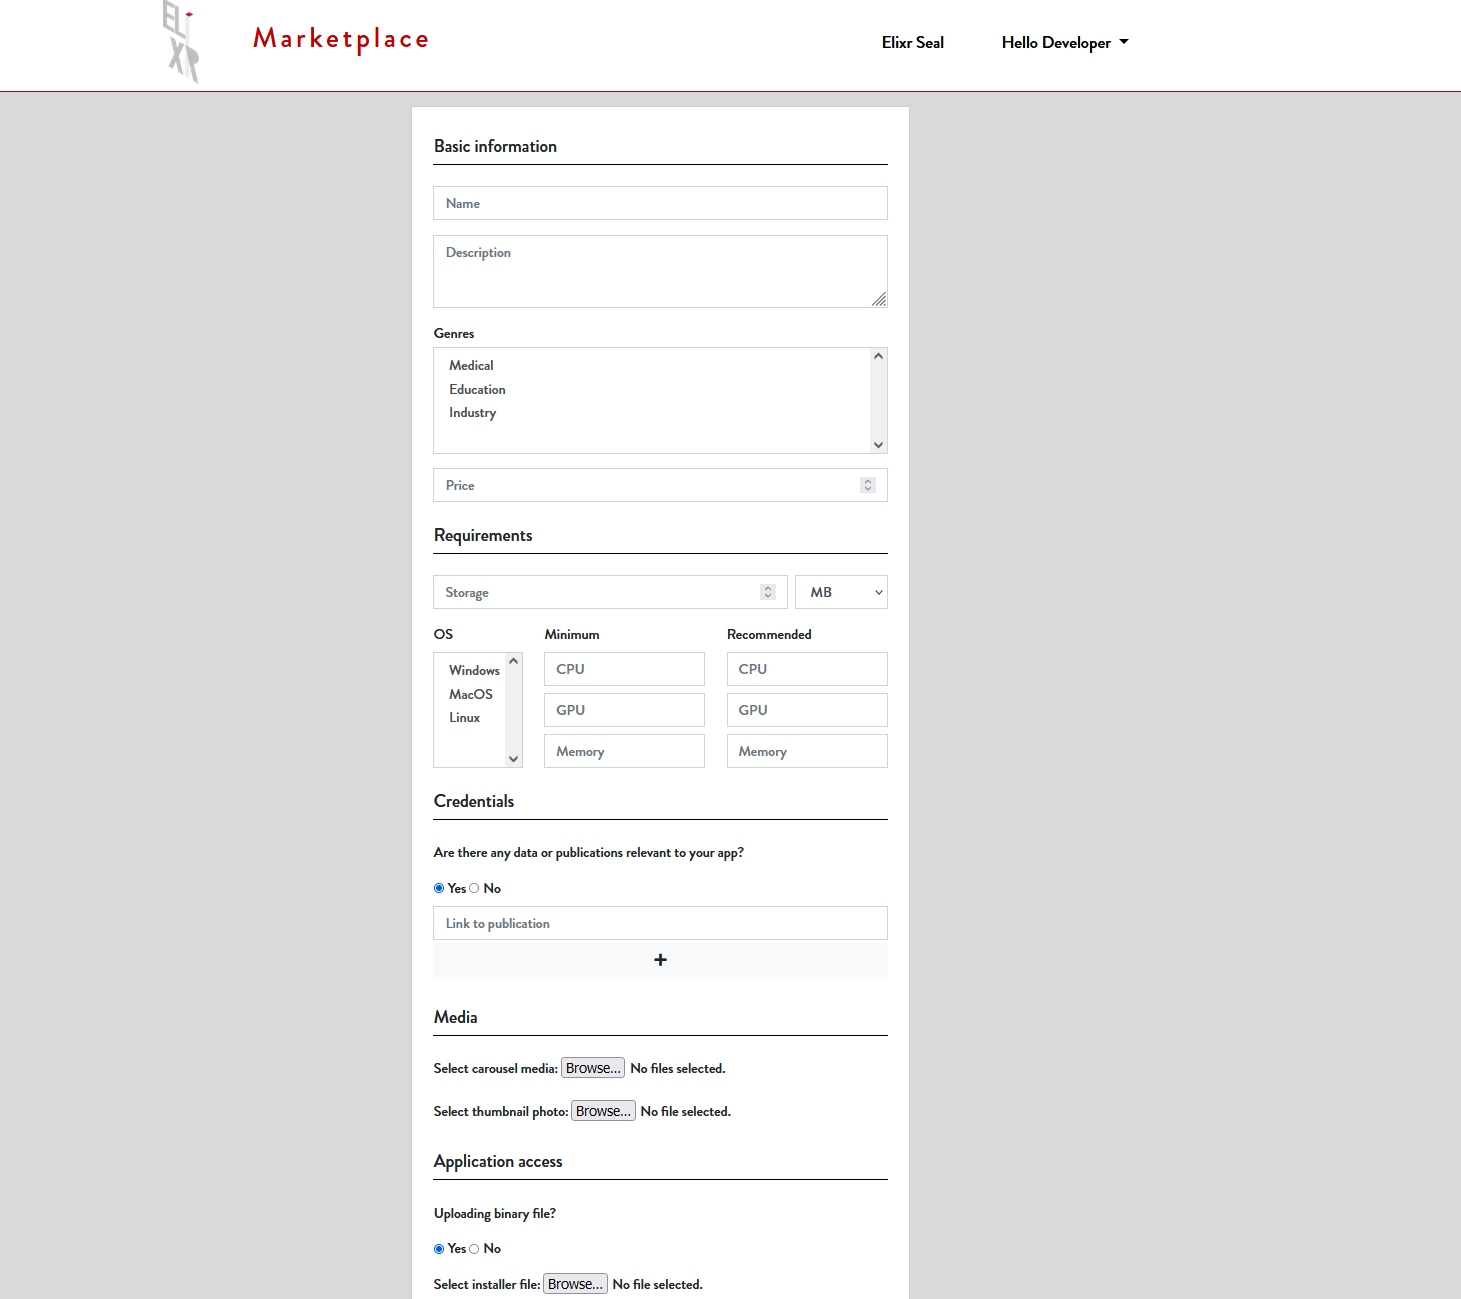 ELIXR
Marketplace
Elixr Seal
Hello Developer
Basic information
Name
Description
Genres
Medical
Education
Industry
Price
Requirements
Storage
MB
OS
Minimum
Recommended
Windows
MacOS
Linux
CPU
CPU
GPU
GPU
Memory
Memory
Credentials
Are there any data or publications relevant to your app?
Yes No
Link to publication
+
Media
Select carousel media: Browse... No files selected.
Select thumbnail photo: Browse... No file selected.
Application access
Uploading binary file?
Yes No
Select installer file: Browse... No file selected.